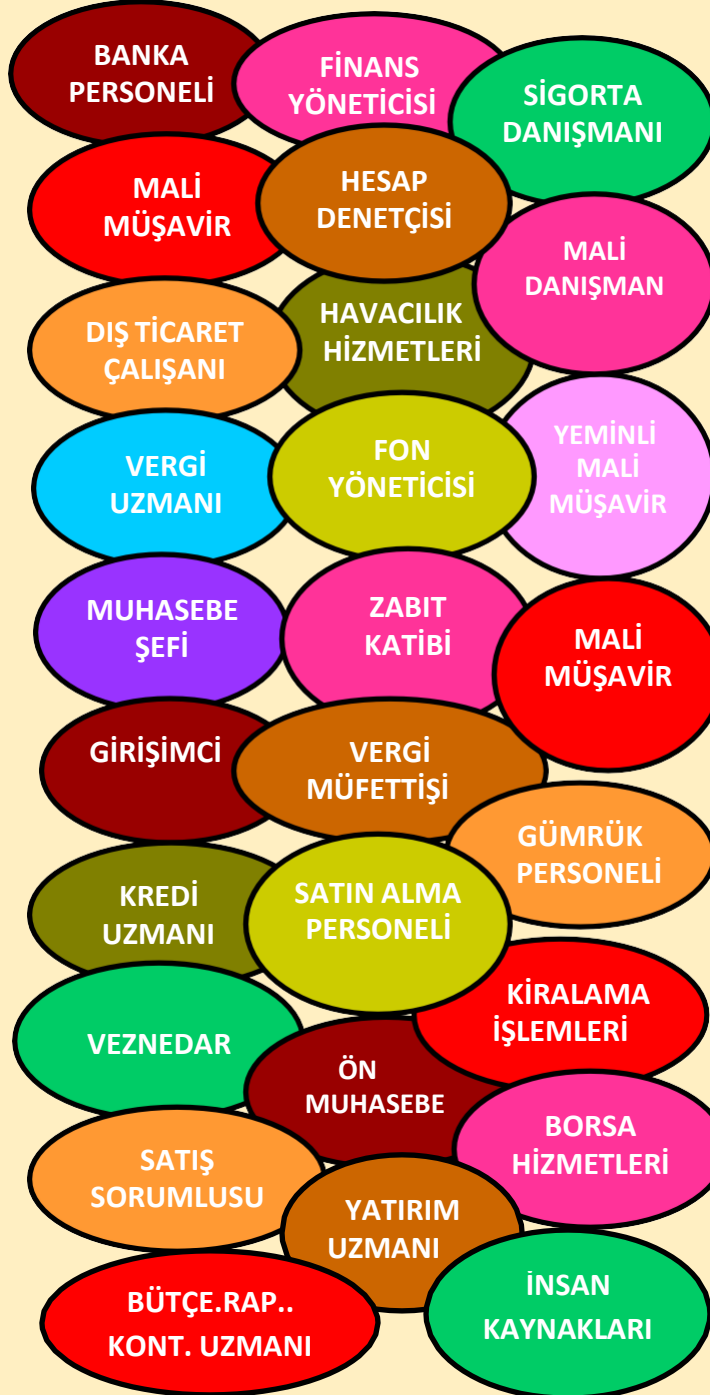 BANKA
PERSONELİ
FİNANS
YÖNETİCİSİ
SİGORTA
DANIŞMANI
MALİ
MÜŞAVİR
HESAP
DENETÇİSİ
MALİ
DANIŞMAN
DIŞ TİCARET
ÇALIŞANI
HAVACILIK
HİZMETLERİ
VERGİ
UZMANI
FON
YÖNETİCİSİ
YEMİNLİ
MALİ
MÜŞAVİR
MUHASEBE
ŞEFİ
ZABIT
KATİBİ
MALİ
MÜŞAVİR
GİRİŞİMCİ
VERGİ
MÜFETTİŞİ
GÜMRÜK
PERSONELİ
KREDİ
UZMANI
SATIN ALMA
PERSONELİ
KİRALAMA
İŞLEMLERİ
VEZNEDAR
ÖN
MUHASEBE
BORSA
HİZMETLERİ
SATIŞ
SORUMLUSU
YATIRIM
UZMANI
İNSAN
KAYNAKLARI
BÜTÇE.RAP..
KONT. UZMANI